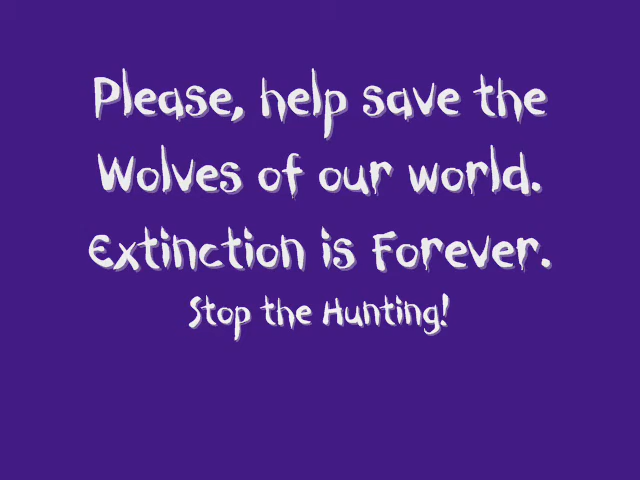 Please, help save the
Wolves of our world.
Extinction is Forever.
Stop the Hunting!